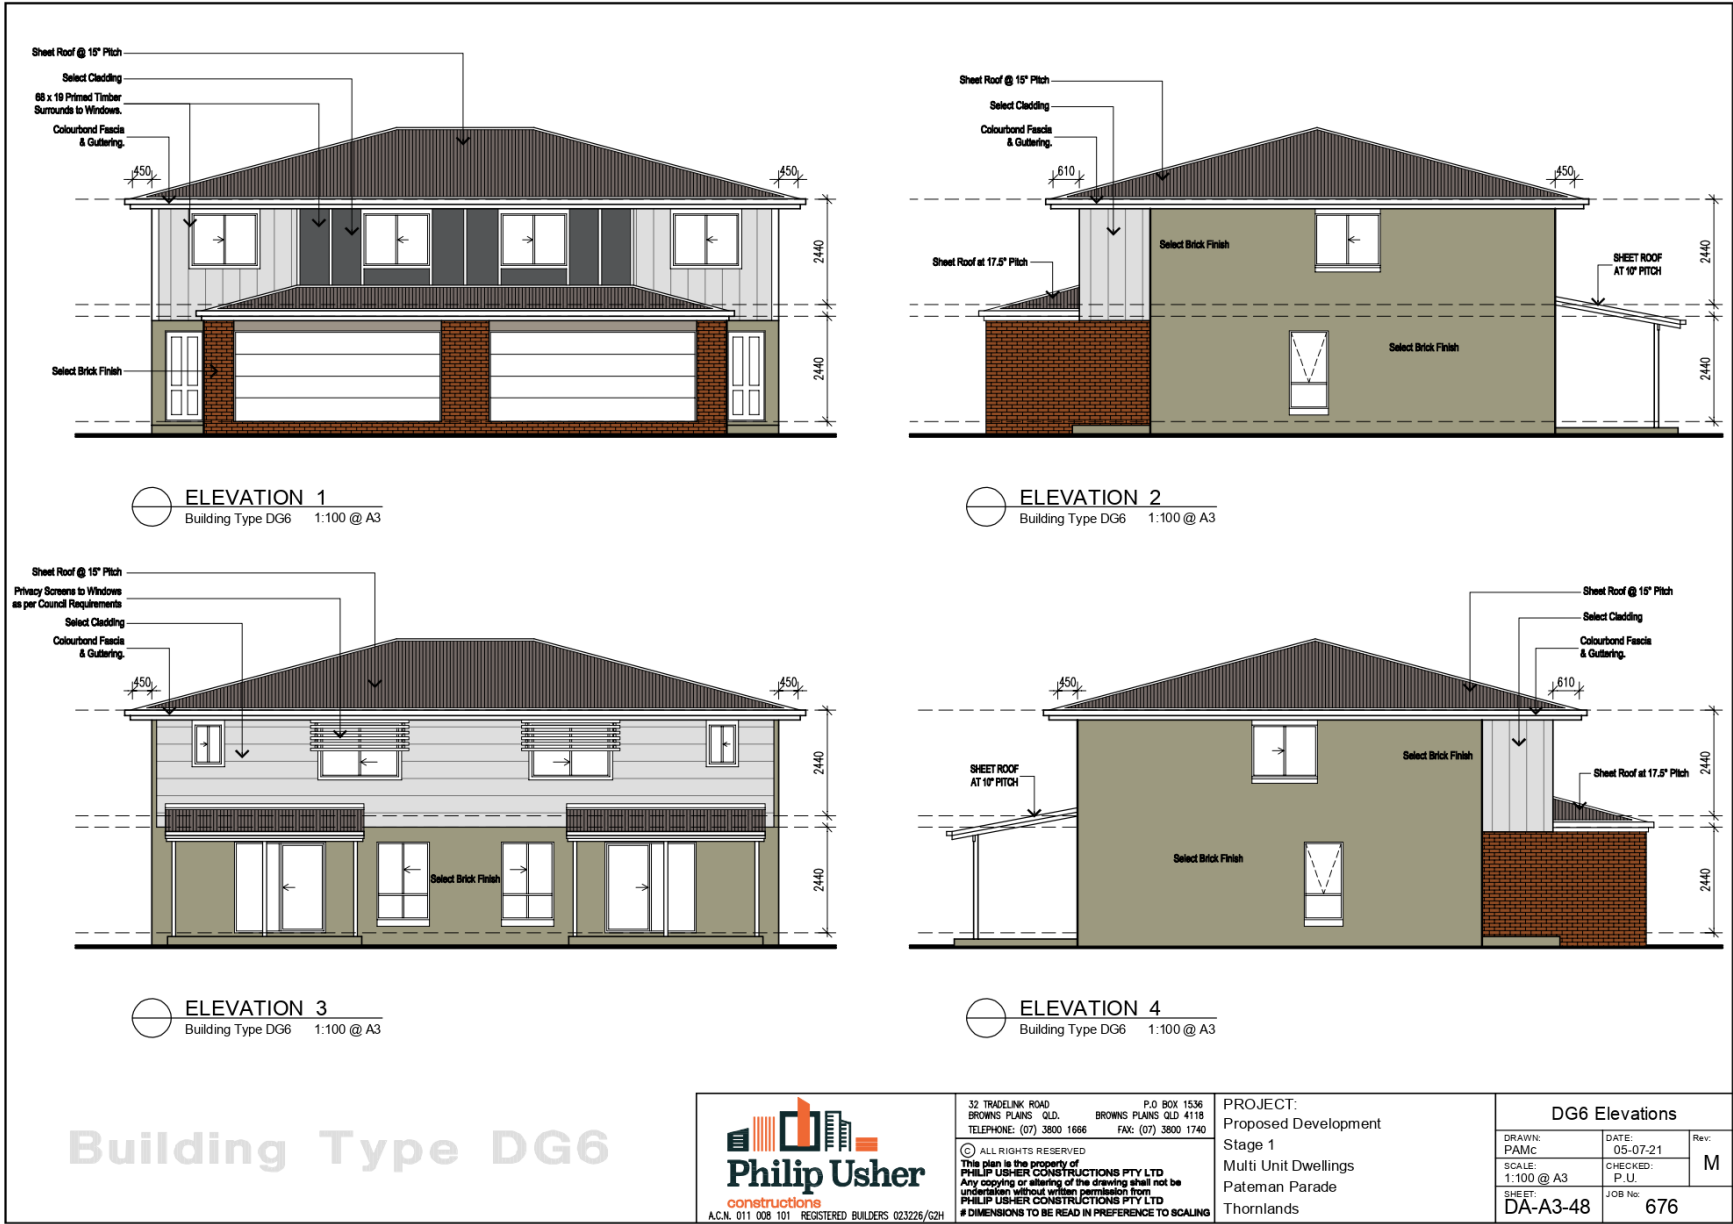 Sheet Roof @ 15° Pitch
Select Cladding
68 x 19 Primed Timber
Surrounds to Windows.
Colourbond Fascia
& Guttering.
450
450
2440
2440
Select Brick Finish
ELEVATION 1
Building Type DG6 1:100 @ A3
Sheet Roof @ 15° Pitch
Select Cladding
Colourbond Fascia
& Guttering.
610
450
Select Brick Finish
Sheet Roof at 17.5° Pitch
SHEET ROOF
AT 10° PITCH
Select Brick Finish
2440
2440
ELEVATION 2
Building Type DG6 1:100 @ A3
Sheet Roof @ 15° Pitch
Privacy Screens to Windows
as per Council Requirements
Select Cladding
Colourbond Fascia
& Guttering.
450
450
2440
2440
Select Brick Finish
ELEVATION 3
Building Type DG6 1:100 @ A3
Sheet Roof @ 15° Pitch
Select Cladding
Colourbond Fascia
& Guttering.
450
610
Select Brick Finish
SHEET ROOF
AT 10° PITCH
Sheet Roof at 17.5° Pitch
Select Brick Finish
2440
2440
ELEVATION 4
Building Type DG6 1:100 @ A3
Building Type DG6
Philip Usher
constructions
A.C.N. 011 008 101 REGISTERED BUILDERS 023226/G2H
32 TRADELINK ROAD P.O BOX 1536
BROWNS PLAINS QLD. BROWNS PLAINS QLD 4118
TELEPHONE: (07) 3800 1666 FAX: (07) 3800 1740
© ALL RIGHTS RESERVED
This plan is the property of
PHILIP USHER CONSTRUCTIONS PTY LTD
Any copying or altering of the drawing shall not be
undertaken without written permission from
PHILIP USHER CONSTRUCTIONS PTY LTD
# DIMENSIONS TO BE READ IN PREFERENCE TO SCALING
PROJECT:
Proposed Development
Stage 1
Multi Unit Dwellings
Pateman Parade
Thornlands
DG6 Elevations
DRAWN:
PAMc
DATE:
05-07-21
Rev:
M
SCALE:
1:100 @ A3
CHECKED:
P.U.
SHEET:
DA-A3-48
JOB No:
676